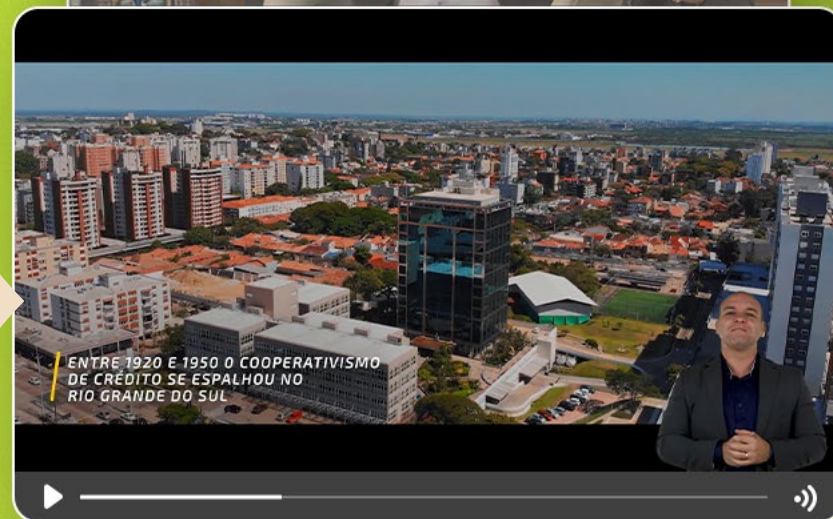 ENTRE 1920 E 1950 O COOPERATIVISMO
DE CRÉDITO SE ESPALHOU NO
RIO GRANDE DO SUL